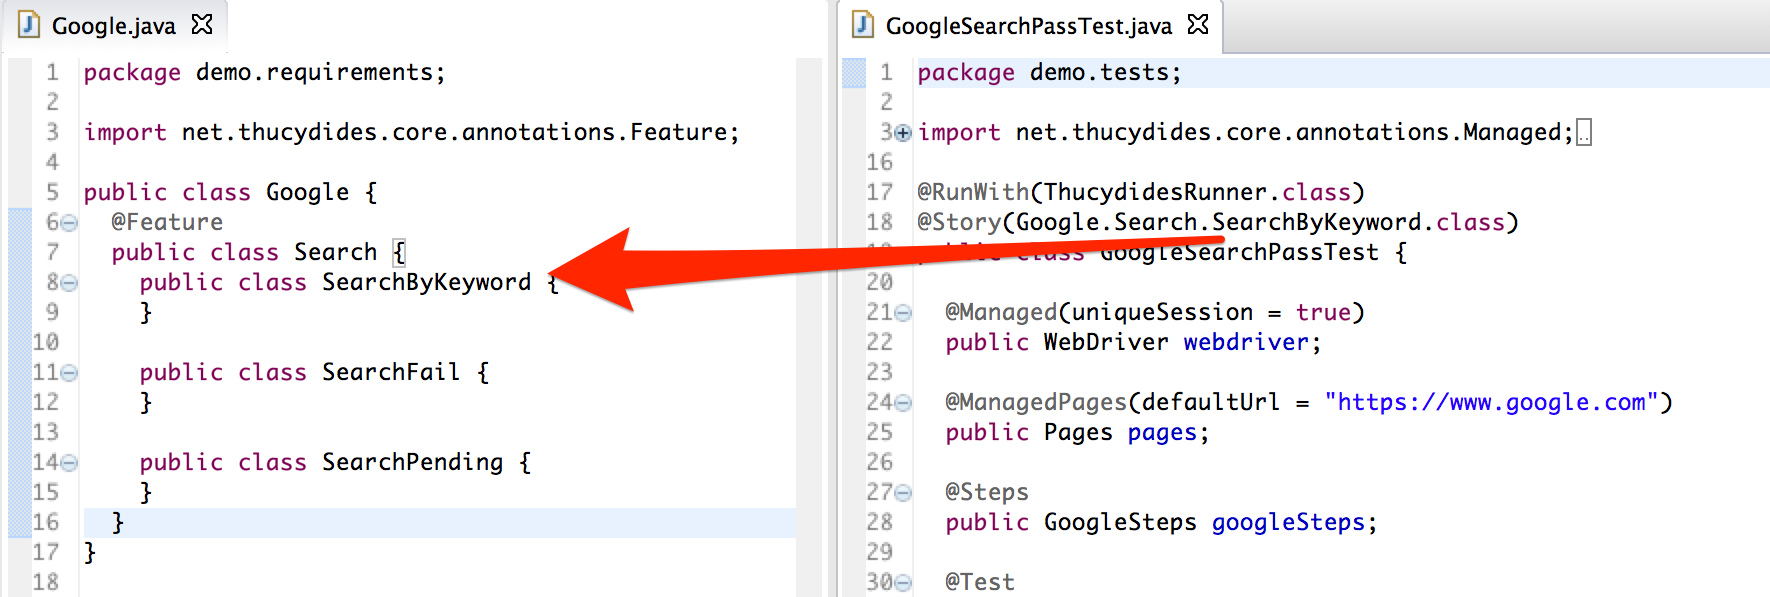 Google.java
1 package demo.requirements;
2
3 import net.thucydides.core.annotations.Feature;
4
5 public class Google {
6 @Feature
7 public class Search {
8 public class SearchByKeyword {
9 }
10
11 public class SearchFail {
12 }
13
14 public class SearchPending {
15 }
16 }
17 }
18
GoogleSearchPassTest.java
1 package demo.tests;
2
3 import net.thucydides.core.annotations.Managed;
16
17 @RunWith(ThucydidesRunner.class)
18 @Story(Google.Search.SearchByKeyword.class)
19 public class GoogleSearchPassTest {
20
21 @Managed(uniqueSession = true)
22 public WebDriver webdriver;
23
24 @ManagedPages(defaultUrl = "https://www.google.com")
25 public Pages pages;
26
27 @Steps
28 public GoogleSteps googleSteps;
29
30 @Test